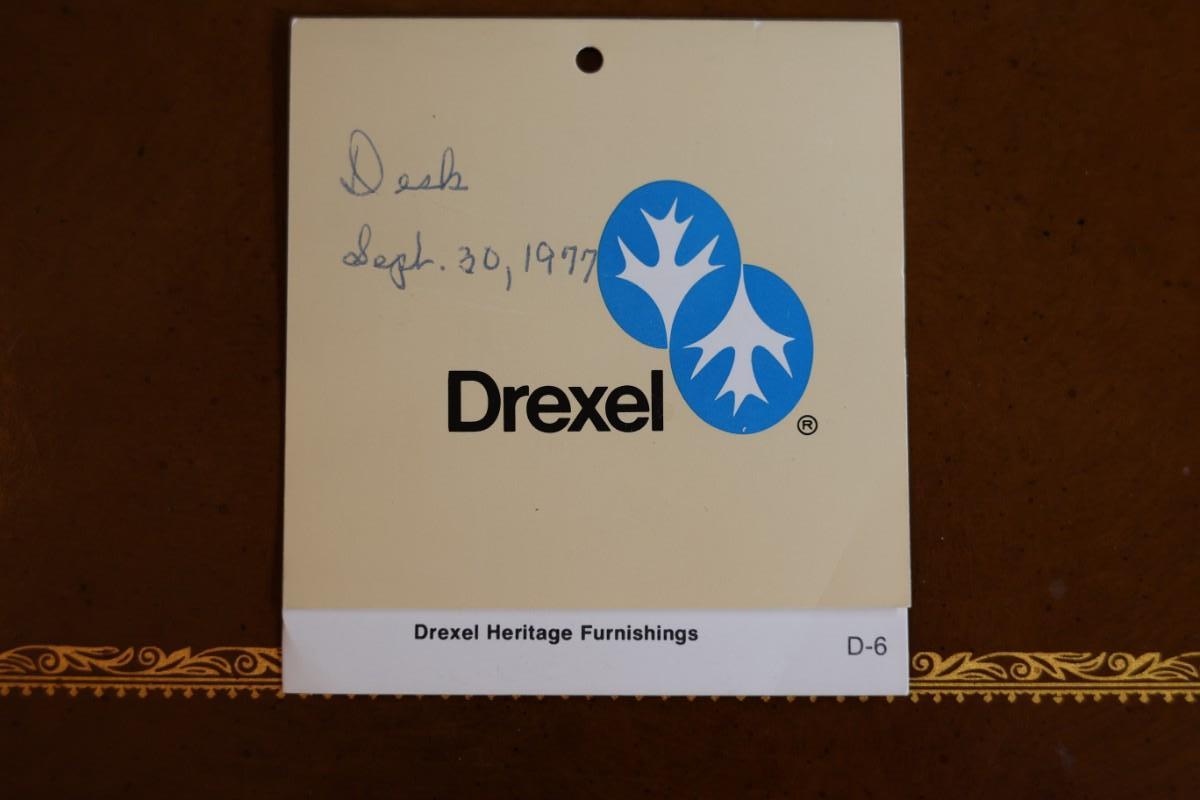 Desk
Sept. 30, 1977
Drexel
®
Drexel Heritage Furnishings
D-6